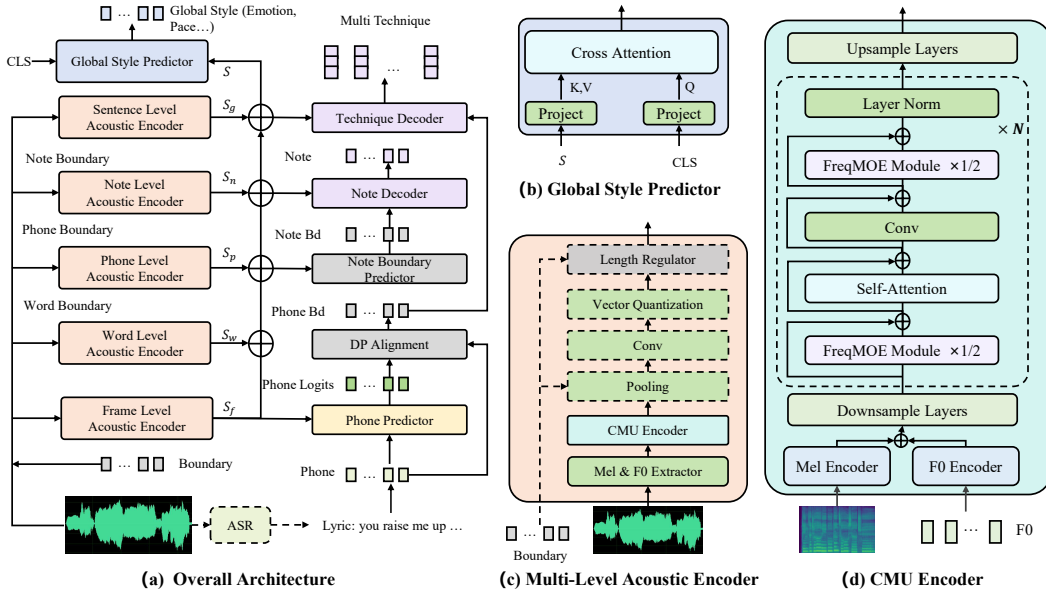 Global Style (Emotion,
Pace…)
…
CLS
Global Style Predictor
S
Sentence Level
Acoustic Encoder
S_g
Note Boundary
Note Level
Acoustic Encoder
S_n
Phone Boundary
Phone Level
Acoustic Encoder
S_p
Word Boundary
Word Level
Acoustic Encoder
S_w
Frame Level
Acoustic Encoder
S_f
… Boundary
ASR
Multi Technique
…
Technique Decoder
Note …
Note Decoder
Note Bd …
Note Boundary
Predictor
Phone Bd …
DP Alignment
Phone Logits …
Phone Predictor
Phone …
Lyric: you raise me up …
(a) Overall Architecture
Cross Attention
K,V
Q
Project
Project
S
CLS
(b) Global Style Predictor
Length Regulator
Vector Quantization
Conv
Pooling
CMU Encoder
Mel & F0 Extractor
…
Boundary
(c) Multi-Level Acoustic Encoder
Upsample Layers
Layer Norm
× N
FreqMOE Module ×1/2
Conv
Self-Attention
FreqMOE Module ×1/2
Downsample Layers
Mel Encoder
F0 Encoder
… F0
(d) CMU Encoder